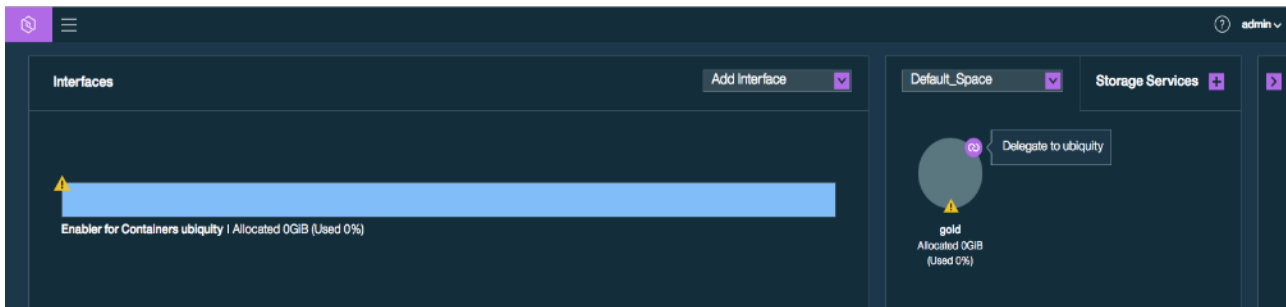 ? admin
Interfaces
Add Interface
Default_Space
Storage Services +
Delegate to ubiquity
Enabler for Containers ubiquity | Allocated 0GiB (Used 0%)
gold
Allocated 0GiB
(Used 0%)